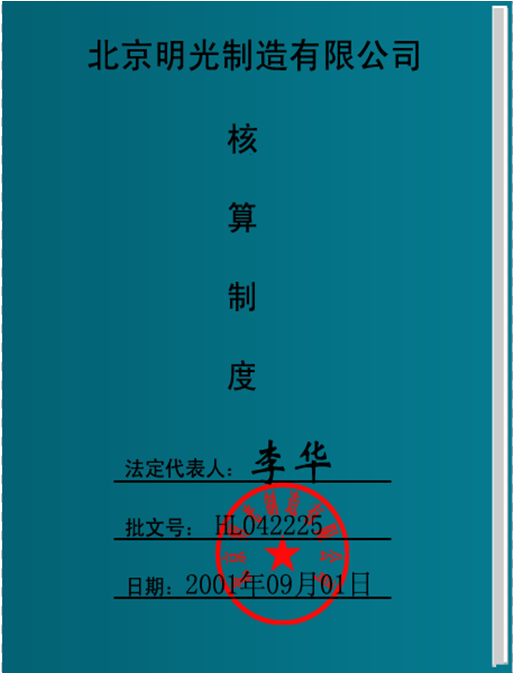 北京明光制造有限公司
核
算
制
度
法定代表人：李华
批文号：HL042225
日期：2001年09月01日